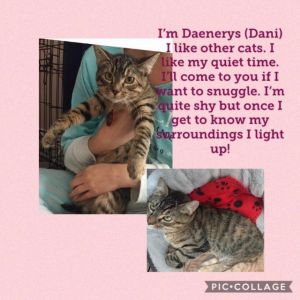 I'm Daenerys (Dani)
I like other cats. I
like my quiet time.
I'll come to you if I
want to snuggle. I'm
quite shy but once I
get to know my
surroundings I light
up!
PIC•COLLAGE